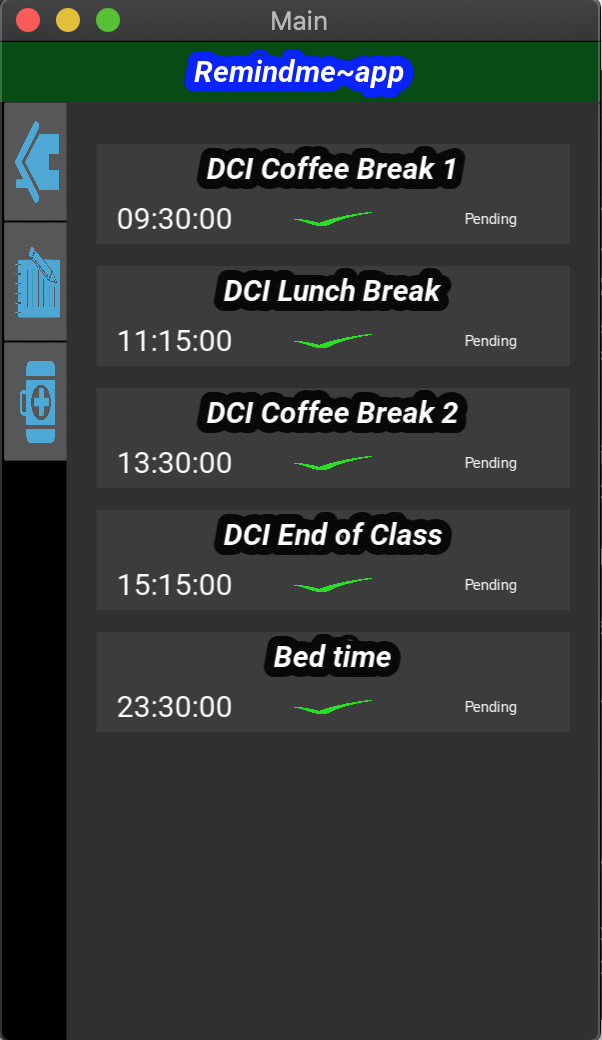 Main
Remindme~app
DCI Coffee Break 1
09:30:00 Pending
DCI Lunch Break
11:15:00 Pending
DCI Coffee Break 2
13:30:00 Pending
DCI End of Class
15:15:00 Pending
Bed time
23:30:00 Pending